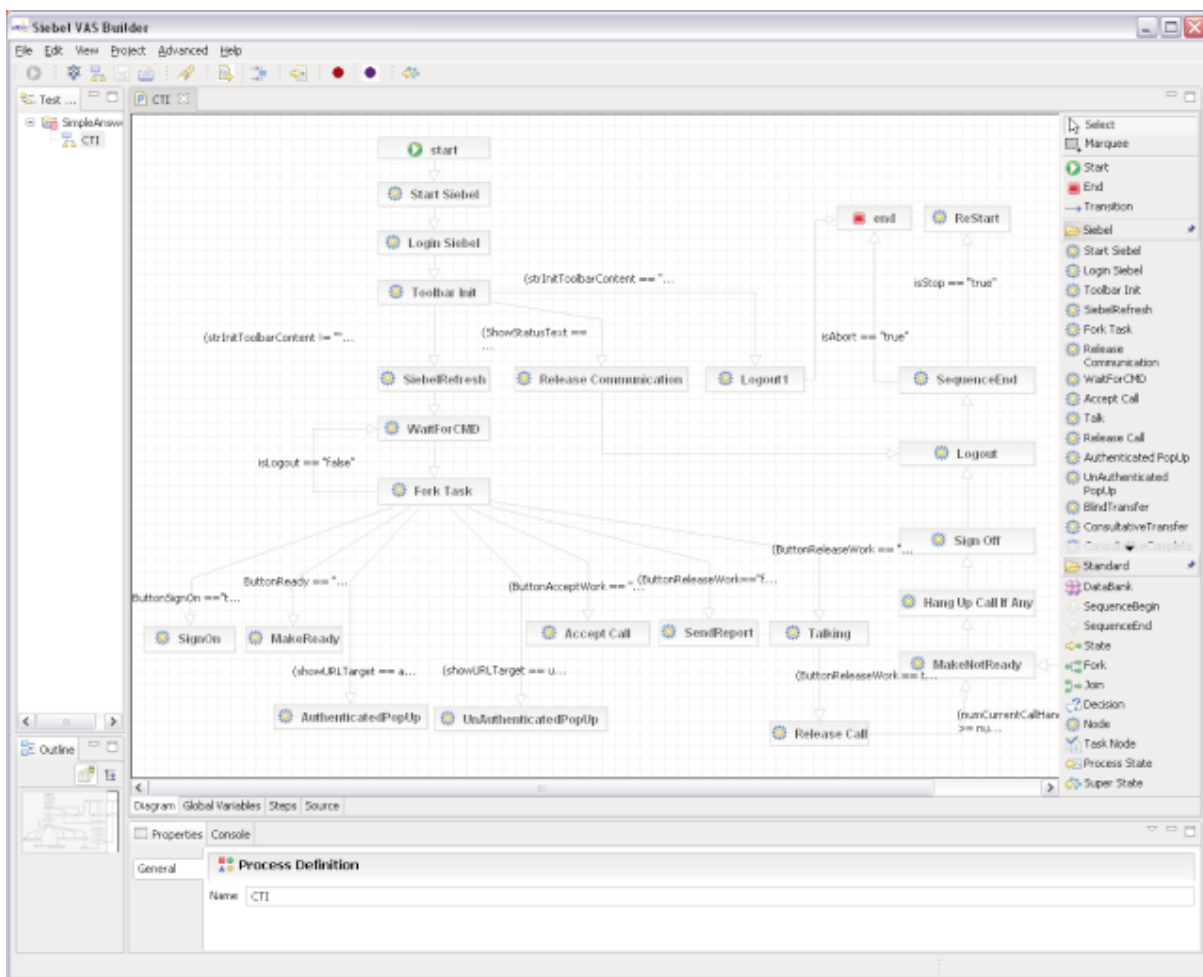 Siebel VAS Builder
File Edit View Project Advanced Help
Test ...
CTI
SimpleAnsw
CTI
start
Start Siebel
Login Siebel
Toolbar Init
(strInitToolbarContent == "...
(strInitToolbarContent != ""...
(ShowStatusText ==
...
end
ReStart
isStop == "true"
isAbort == "true"
SiebelRefresh
Release Communication
Logout1
SequenceEnd
WaitForCMD
isLogout == "false"
Logout
Fork Task
Sign Off
(ButtonReleaseWork == "...
ButtonReady == "...
(ButtonAcceptWork == "...
(ButtonReleaseWork=="f...
ButtonSignOn =="t...
Hang Up Call If Any
SignOn
MakeReady
Accept Call
SendReport
Talking
MakeNotReady
(showURLTarget == a...
(showURLTarget == u...
(ButtonReleaseWork == t...
AuthenticatedPopUp
UnAuthenticatedPopUp
Release Call
(numCurrentCallHan
>= nu...
Select
Marquee
Start
End
Transition
Siebel
Start Siebel
Login Siebel
Toolbar Init
SiebelRefresh
Fork Task
Release
Communication
WaitForCMD
Accept Call
Talk
Release Call
Authenticated PopUp
UnAuthenticated
PopUp
BlindTransfer
ConsultativeTransfer
ConsultativeComplete
Standard
DataBank
SequenceBegin
SequenceEnd
State
Fork
Join
Decision
Node
Task Node
Process State
Super State
Outline
Diagram Global Variables Steps Source
Properties Console
General
Process Definition
Name CTI